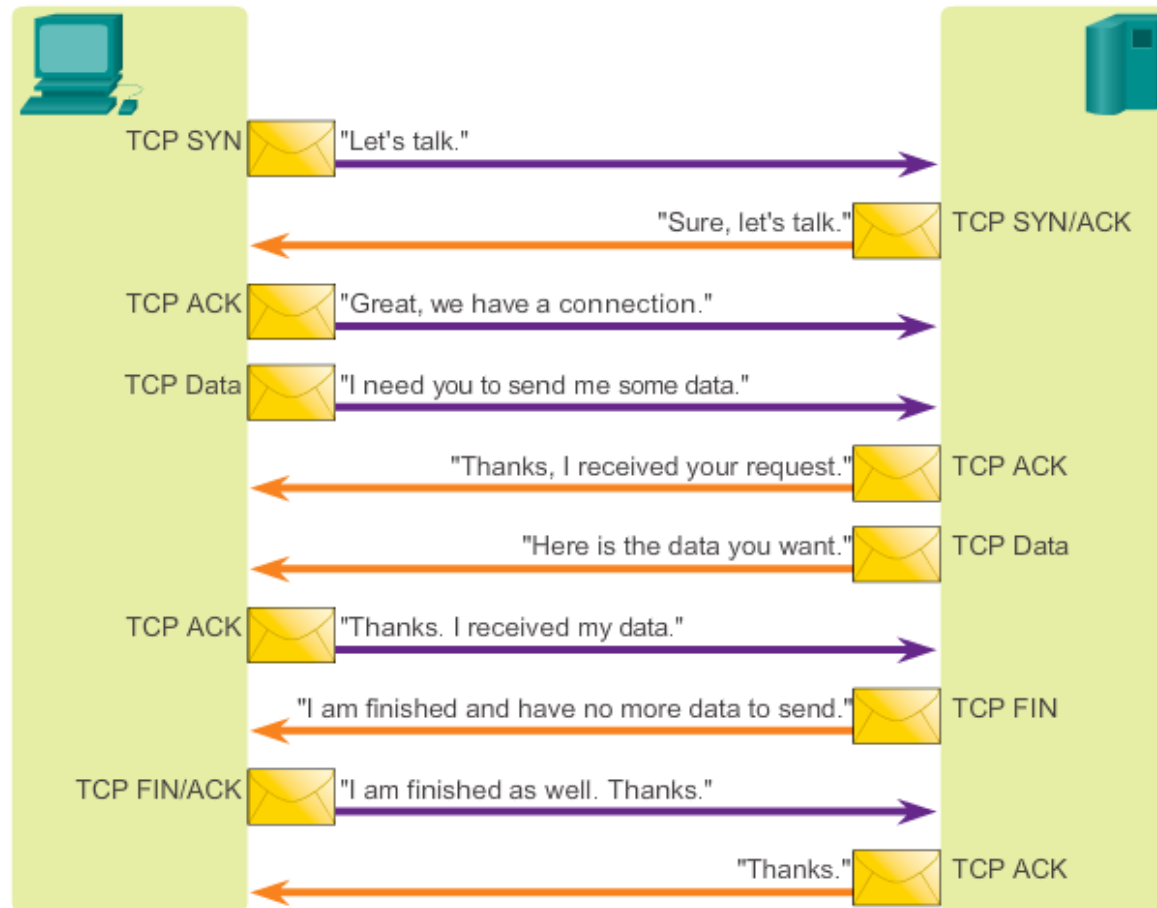 TCP SYN "Let's talk."
"Sure, let's talk." TCP SYN/ACK
TCP ACK "Great, we have a connection."
TCP Data "I need you to send me some data."
"Thanks, I received your request." TCP ACK
"Here is the data you want." TCP Data
TCP ACK "Thanks. I received my data."
"I am finished and have no more data to send." TCP FIN
TCP FIN/ACK "I am finished as well. Thanks."
"Thanks." TCP ACK